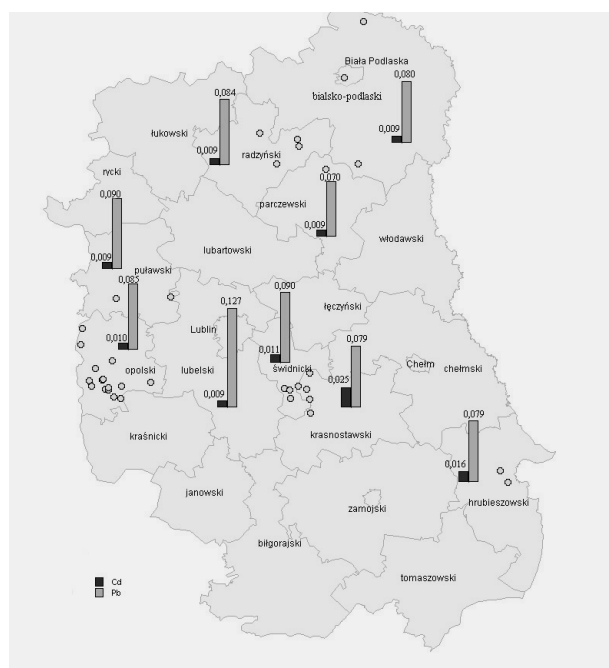 Biała Podlaska
0,080
bialsko-podlaski
0,084
łukowski
0,009
0,009
radzyński
rycki
0,070
0,090
parczewski
0,009
włodawski
lubartowski
0,009
puławski
0,085
0,090
0,127
łęczyński
Lublin
0,079
0,010
0,011
Chełm
chełmski
opolski
lubelski
świdnicki
0,025
0,009
0,079
kraśnicki
krasnostawski
0,016
janowski
zamojski
hrubieszowski
biłgorajski
tomaszowski
Cd
Pb